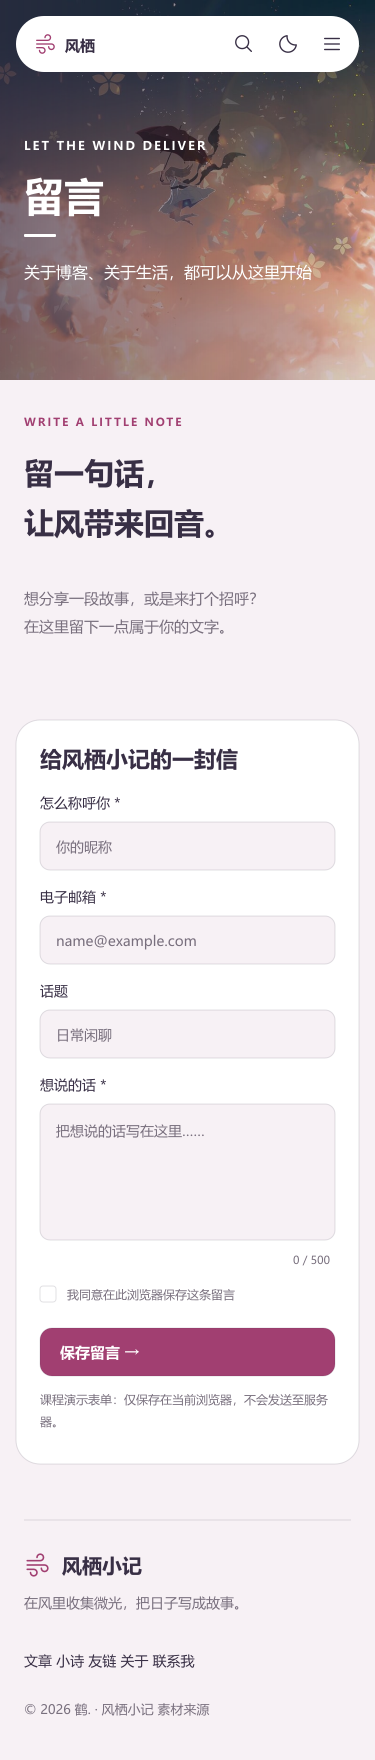 风栖
LET THE WIND DELIVER
留言
关于博客、关于生活，都可以从这里开始
WRITE A LITTLE NOTE
留一句话，
让风带来回音。
想分享一段故事，或是来打个招呼？
在这里留下一点属于你的文字。
给风栖小记的一封信
怎么称呼你 *
你的昵称
电子邮箱 *
name@example.com
话题
日常闲聊
想说的话 *
把想说的话写在这里……
0 / 500
我同意在此浏览器保存这条留言
保存留言 →
课程演示表单：仅保存在当前浏览器，不会发送至服务
器。
风栖小记
在风里收集微光，把日子写成故事。
文章 小诗 友链 关于 联系我
© 2026 鹤. · 风栖小记 素材来源